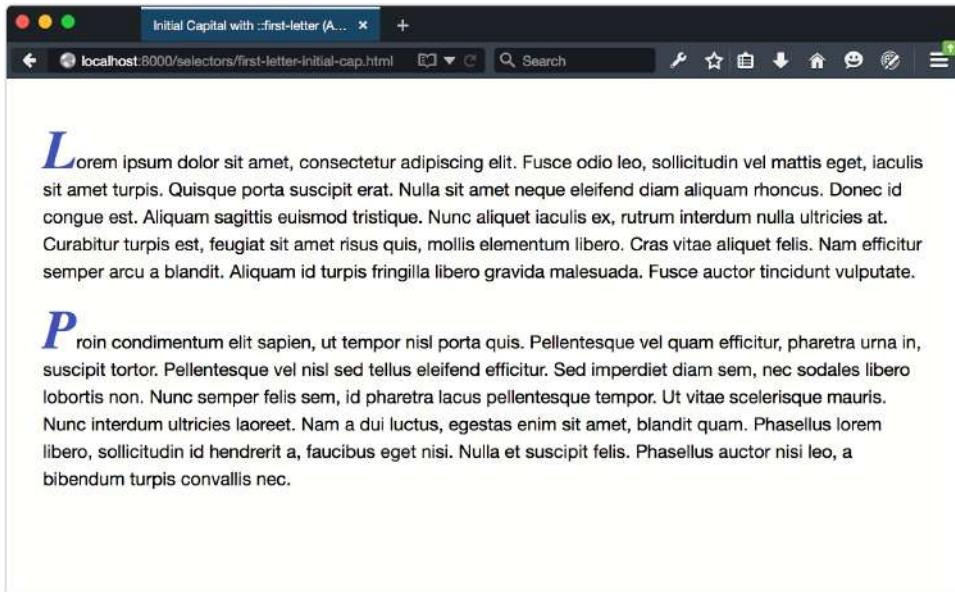 Initial Capital with ::first-letter (A...
localhost:8000/selectors/first-letter-initial-cap.html
Search
Lorem ipsum dolor sit amet, consectetur adipiscing elit. Fusce odio leo, sollicitudin vel mattis eget, iaculis
sit amet turpis. Quisque porta suscipit erat. Nulla sit amet neque eleifend diam aliquam rhoncus. Donec id
congue est. Aliquam sagittis euismod tristique. Nunc aliquet iaculis ex, rutrum interdum nulla ultricies at.
Curabitur turpis est, feugiat sit amet risus quis, mollis elementum libero. Cras vitae aliquet felis. Nam efficitur
semper arcu a blandit. Aliquam id turpis fringilla libero gravida malesuada. Fusce auctor tincidunt vulputate.
Proin condimentum elit sapien, ut tempor nisl porta quis. Pellentesque vel quam efficitur, pharetra urna in,
suscipit tortor. Pellentesque vel nisl sed tellus eleifend efficitur. Sed imperdiet diam sem, nec sodales libero
lobortis non. Nunc semper felis sem, id pharetra lacus pellentesque tempor. Ut vitae scelerisque mauris.
Nunc interdum ultricies laoreet. Nam a dui luctus, egestas enim sit amet, blandit quam. Phasellus lorem
libero, sollicitudin id hendrerit a, faucibus eget nisi. Nulla et suscipit felis. Phasellus auctor nisi leo, a
bibendum turpis convallis nec.